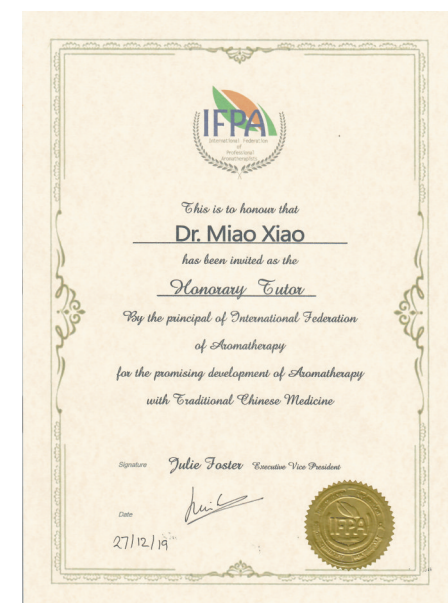 IFPA
International Federation
of
Professional
Aromatherapists
This is to honour that
Dr. Miao Xiao
has been invited as the
Honorary Tutor
By the principal of International Federation
of Aromatherapy
for the promising development of Aromatherapy
with Traditional Chinese Medicine
Signature Julie Foster Executive Vice President
Date
27/12/19
IFPA